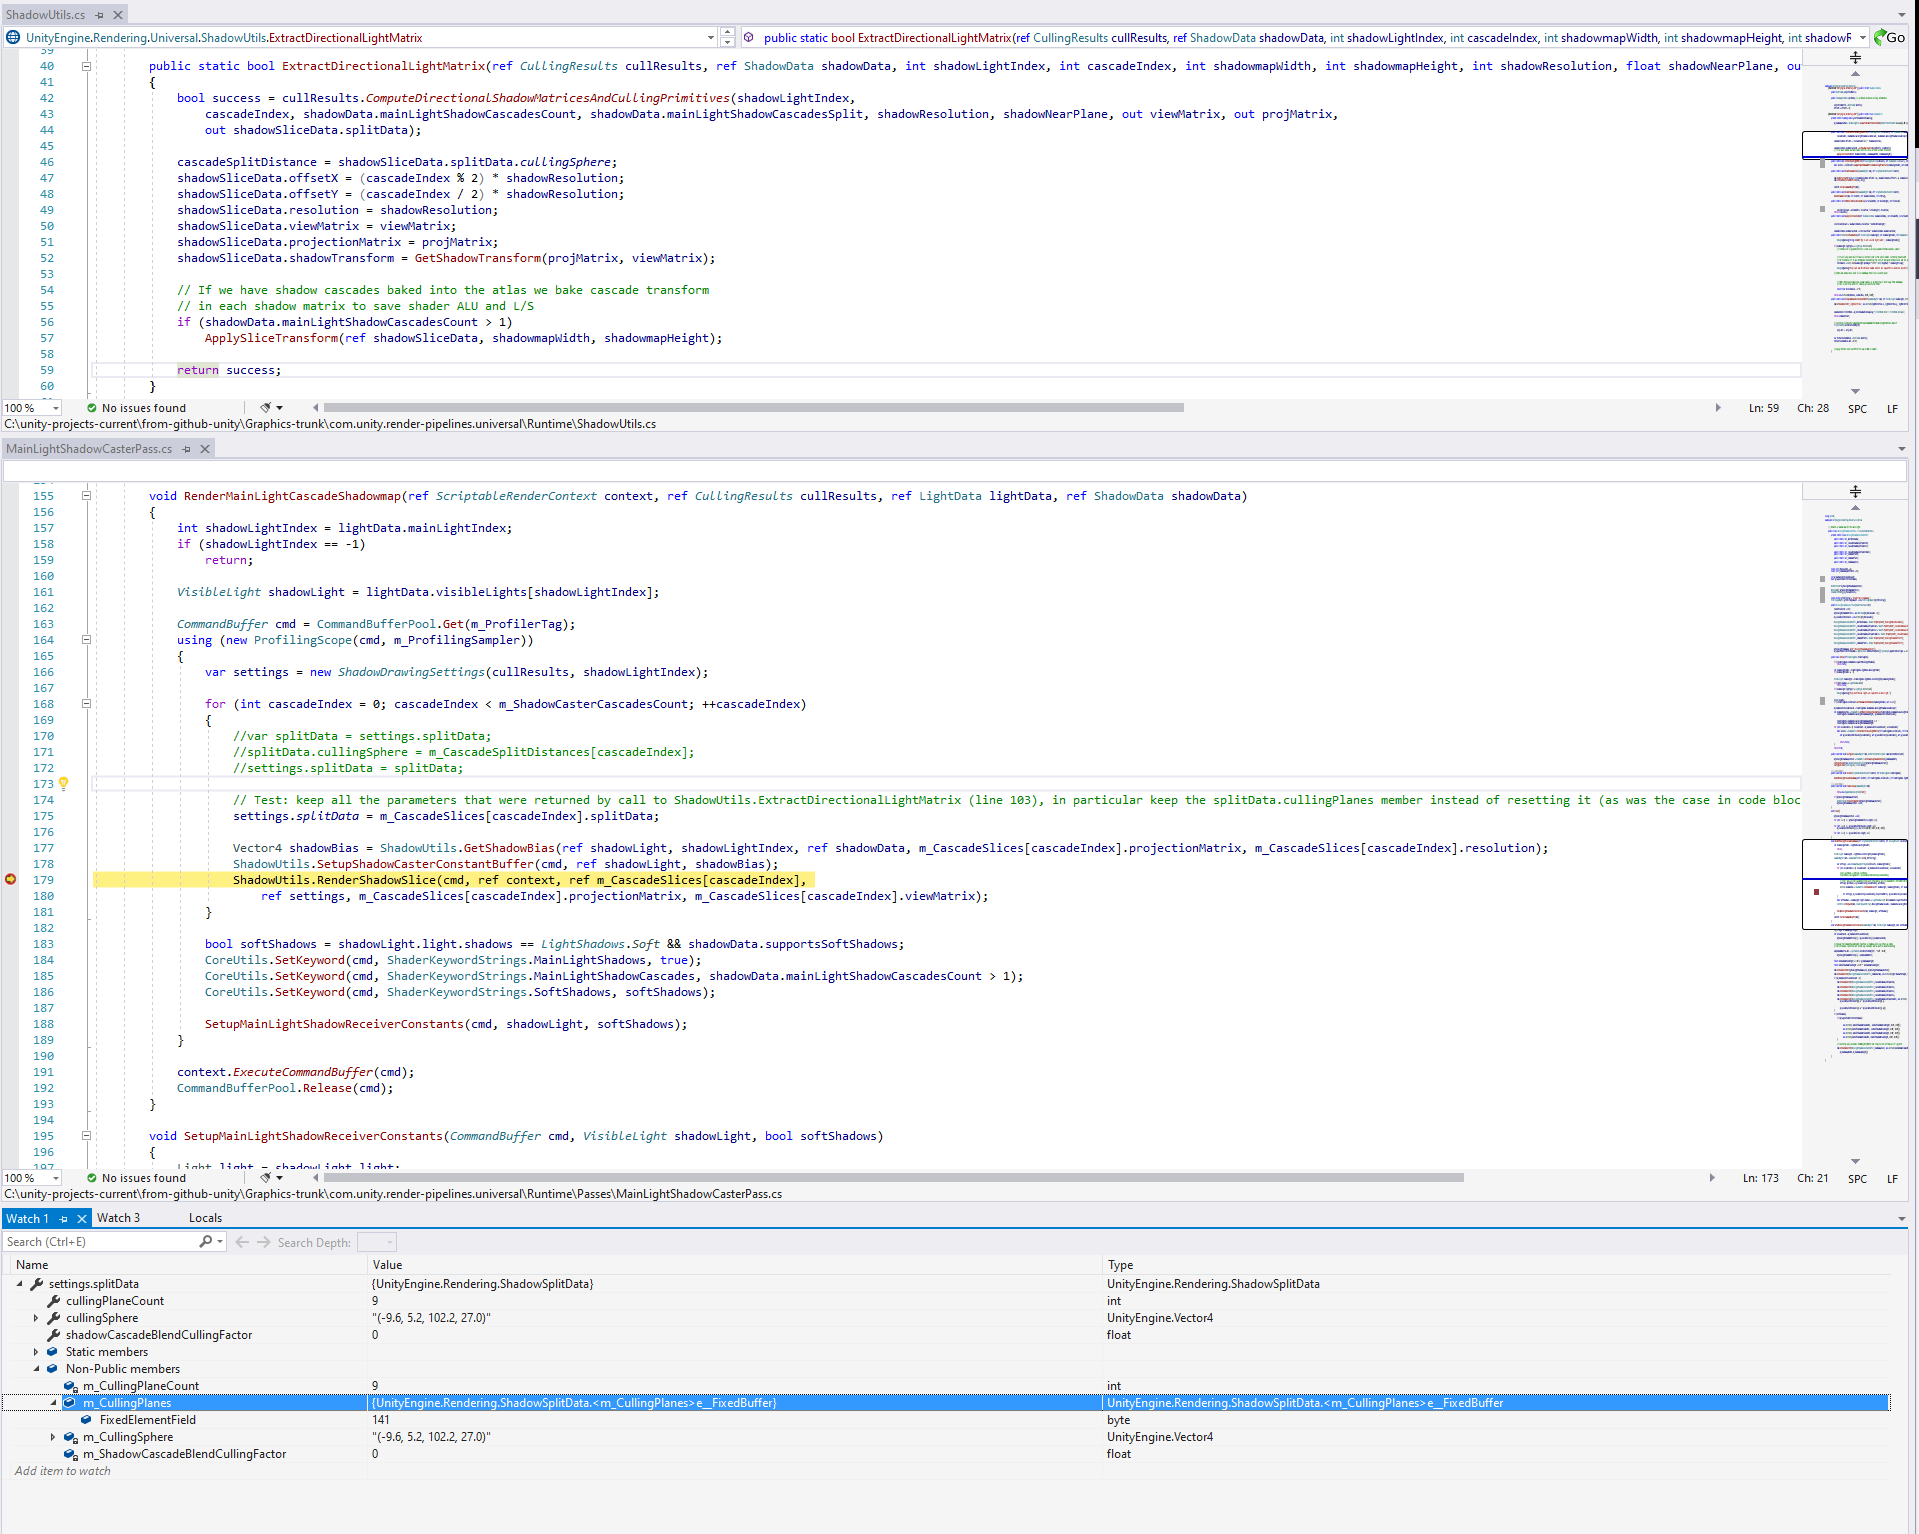 ShadowUtils.cs
UnityEngine.Rendering.Universal.ShadowUtils.ExtractDirectionalLightMatrix
public static bool ExtractDirectionalLightMatrix(ref CullingResults cullResults, ref ShadowData shadowData, int shadowLightIndex, int cascadeIndex, int shadowmapWidth, int shadowmapHeight, int shadowR
Go
39
40 public static bool ExtractDirectionalLightMatrix(ref CullingResults cullResults, ref ShadowData shadowData, int shadowLightIndex, int cascadeIndex, int shadowmapWidth, int shadowmapHeight, int shadowResolution, float shadowNearPlane, ou
41 {
42 bool success = cullResults.ComputeDirectionalShadowMatricesAndCullingPrimitives(shadowLightIndex,
43 cascadeIndex, shadowData.mainLightShadowCascadesCount, shadowData.mainLightShadowCascadesSplit, shadowResolution, shadowNearPlane, out viewMatrix, out projMatrix,
44 out shadowSliceData.splitData);
45
46 cascadeSplitDistance = shadowSliceData.splitData.cullingSphere;
47 shadowSliceData.offsetX = (cascadeIndex % 2) * shadowResolution;
48 shadowSliceData.offsetY = (cascadeIndex / 2) * shadowResolution;
49 shadowSliceData.resolution = shadowResolution;
50 shadowSliceData.viewMatrix = viewMatrix;
51 shadowSliceData.projectionMatrix = projMatrix;
52 shadowSliceData.shadowTransform = GetShadowTransform(projMatrix, viewMatrix);
53
54 // If we have shadow cascades baked into the atlas we bake cascade transform
55 // in each shadow matrix to save shader ALU and L/S
56 if (shadowData.mainLightShadowCascadesCount > 1)
57 ApplySliceTransform(ref shadowSliceData, shadowmapWidth, shadowmapHeight);
58
59 return success;
60 }
100 % No issues found Ln: 59 Ch: 28 SPC LF
C:\unity-projects-current\from-github-unity\Graphics-trunk\com.unity.render-pipelines.universal\Runtime\ShadowUtils.cs
MainLightShadowCasterPass.cs
155 void RenderMainLightCascadeShadowmap(ref ScriptableRenderContext context, ref CullingResults cullResults, ref LightData lightData, ref ShadowData shadowData)
156 {
157 int shadowLightIndex = lightData.mainLightIndex;
158 if (shadowLightIndex == -1)
159 return;
160
161 VisibleLight shadowLight = lightData.visibleLights[shadowLightIndex];
162
163 CommandBuffer cmd = CommandBufferPool.Get(m_ProfilerTag);
164 using (new ProfilingScope(cmd, m_ProfilingSampler))
165 {
166 var settings = new ShadowDrawingSettings(cullResults, shadowLightIndex);
167
168 for (int cascadeIndex = 0; cascadeIndex < m_ShadowCasterCascadesCount; ++cascadeIndex)
169 {
170 //var splitData = settings.splitData;
171 //splitData.cullingSphere = m_CascadeSplitDistances[cascadeIndex];
172 //settings.splitData = splitData;
173
174 // Test: keep all the parameters that were returned by call to ShadowUtils.ExtractDirectionalLightMatrix (line 103), in particular keep the splitData.cullingPlanes member instead of resetting it (as was the case in code bloc
175 settings.splitData = m_CascadeSlices[cascadeIndex].splitData;
176
177 Vector4 shadowBias = ShadowUtils.GetShadowBias(ref shadowLight, shadowLightIndex, ref shadowData, m_CascadeSlices[cascadeIndex].projectionMatrix, m_CascadeSlices[cascadeIndex].resolution);
178 ShadowUtils.SetupShadowCasterConstantBuffer(cmd, ref shadowLight, shadowBias);
179 ShadowUtils.RenderShadowSlice(cmd, ref context, ref m_CascadeSlices[cascadeIndex],
180 ref settings, m_CascadeSlices[cascadeIndex].projectionMatrix, m_CascadeSlices[cascadeIndex].viewMatrix);
181 }
182
183 bool softShadows = shadowLight.light.shadows == LightShadows.Soft && shadowData.supportsSoftShadows;
184 CoreUtils.SetKeyword(cmd, ShaderKeywordStrings.MainLightShadows, true);
185 CoreUtils.SetKeyword(cmd, ShaderKeywordStrings.MainLightShadowCascades, shadowData.mainLightShadowCascadesCount > 1);
186 CoreUtils.SetKeyword(cmd, ShaderKeywordStrings.SoftShadows, softShadows);
187
188 SetupMainLightShadowReceiverConstants(cmd, shadowLight, softShadows);
189 }
190
191 context.ExecuteCommandBuffer(cmd);
192 CommandBufferPool.Release(cmd);
193 }
194
195 void SetupMainLightShadowReceiverConstants(CommandBuffer cmd, VisibleLight shadowLight, bool softShadows)
196 {
197 Light light = shadowLight.light;
100 % No issues found Ln: 173 Ch: 21 SPC LF
C:\unity-projects-current\from-github-unity\Graphics-trunk\com.unity.render-pipelines.universal\Runtime\Passes\MainLightShadowCasterPass.cs
Watch 1 Watch 3 Locals
Search (Ctrl+E) Search Depth:
Name Value Type
settings.splitData {UnityEngine.Rendering.ShadowSplitData} UnityEngine.Rendering.ShadowSplitData
cullingPlaneCount 9 int
cullingSphere "(-9.6, 5.2, 102.2, 27.0)" UnityEngine.Vector4
shadowCascadeBlendCullingFactor 0 float
Static members
Non-Public members
m_CullingPlaneCount 9 int
m_CullingPlanes {UnityEngine.Rendering.ShadowSplitData.<m_CullingPlanes>e__FixedBuffer} UnityEngine.Rendering.ShadowSplitData.<m_CullingPlanes>e__FixedBuffer
FixedElementField 141 byte
m_CullingSphere "(-9.6, 5.2, 102.2, 27.0)" UnityEngine.Vector4
m_ShadowCascadeBlendCullingFactor 0 float
Add item to watch